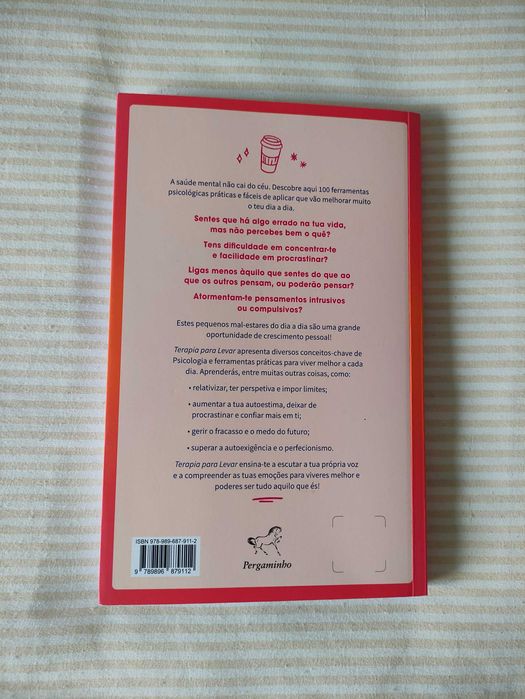 A saúde mental não cai do céu. Descobre aqui 100 ferramentas
psicológicas práticas e fáceis de aplicar que vão melhorar muito
o teu dia a dia.
Sentes que há algo errado na tua vida,
mas não percebes bem o quê?
Tens dificuldade em concentrar-te
e facilidade em procrastinar?
Ligas menos àquilo que sentes do que ao
que os outros pensam, ou poderão pensar?
Atormentam-te pensamentos intrusivos
ou compulsivos?
Estes pequenos mal-estares do dia a dia são uma grande
oportunidade de crescimento pessoal!
Terapia para Levar apresenta diversos conceitos-chave de
Psicologia e ferramentas práticas para viver melhor a cada
dia. Aprenderás, entre muitas outras coisas, como:
• relativizar, ter perspetiva e impor limites;
• aumentar a tua autoestima, deixar de
procrastinar e confiar mais em ti;
• gerir o fracasso e o medo do futuro;
• superar a autoexigência e o perfecionismo.
Terapia para Levar ensina-te a escutar a tua própria voz
e a compreender as tuas emoções para viveres melhor e
poderes ser tudo aquilo que és!
ISBN 978-989-687-911-2
9 789896 879112
Pergaminho